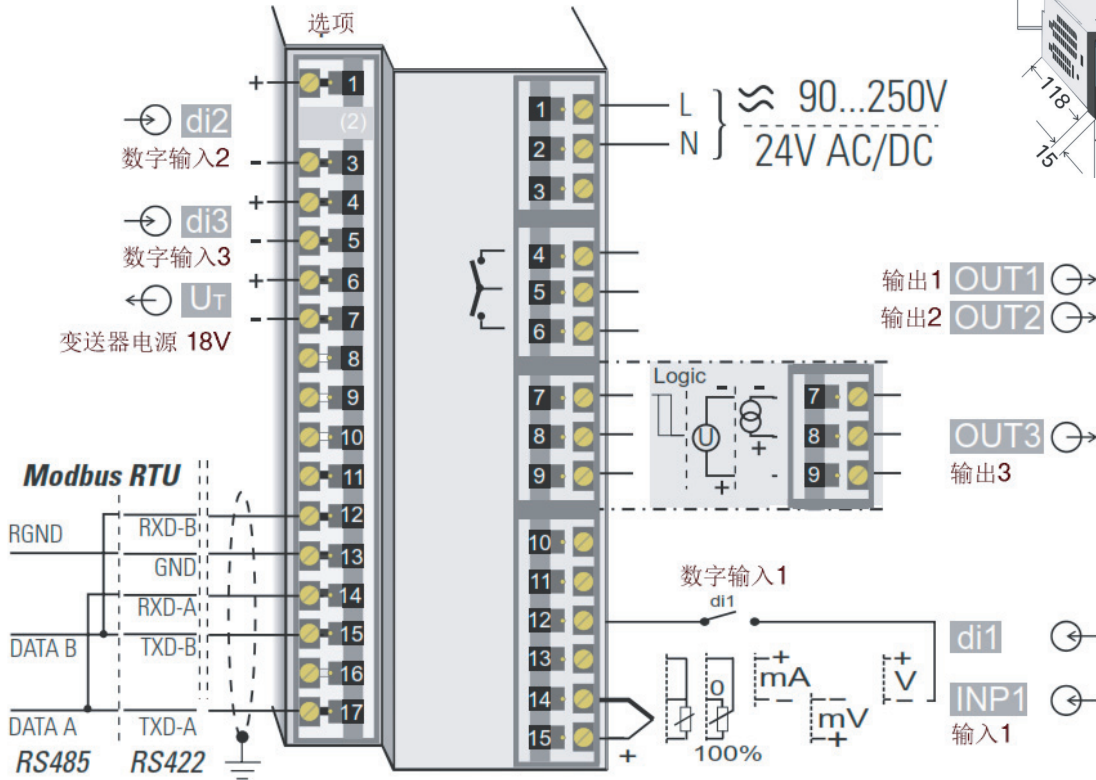 选项
+ 1
(2)
di2
数字输入2
- 3
+ 4
di3
- 5
数字输入3
+ 6
UT
- 7
变送器电源 18V
8
9
10
11
Modbus RTU
12
RXD-B
RGND
13
GND
14
RXD-A
15
DATA B
TXD-B
16
17
DATA A
TXD-A
RS485
RS422
1
L
90...250V
2
N
24V AC/DC
3
4
5
6
7
8
9
10
11
12
13
14
15
+
118
15
输出1 OUT1
输出2 OUT2
Logic
- -
U
+ +
7
8
9
OUT3
输出3
数字输入1
di1
di1
0
100%
+
mA
-
-
mV
+
+
V
-
INP1
输入1